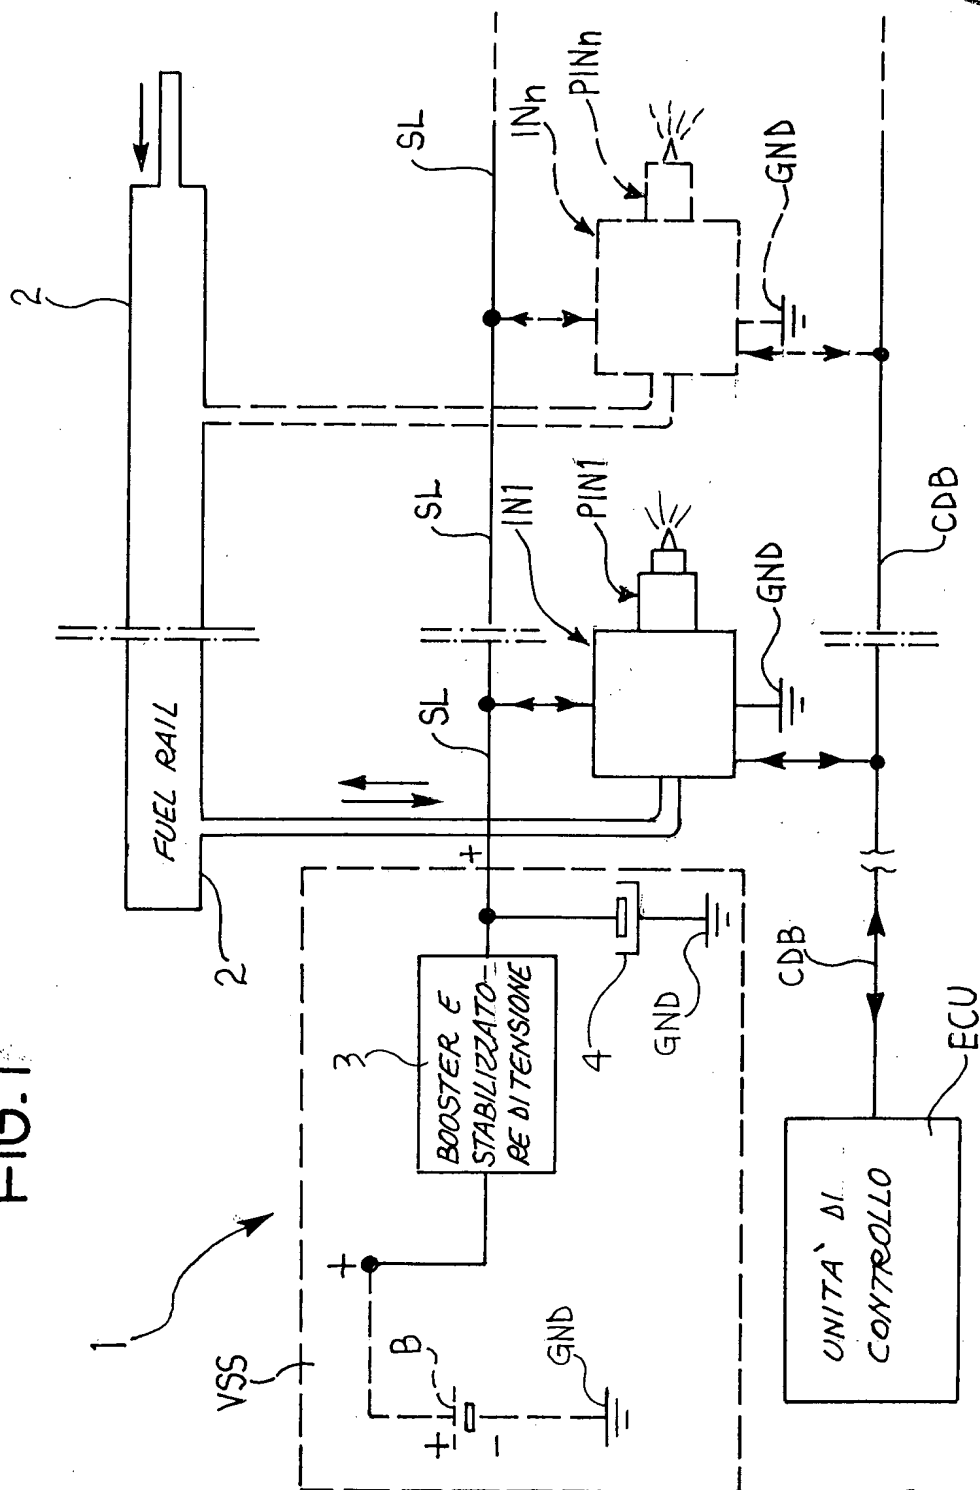 FIG.1
2
1
FUEL RAIL
2
VSS
+
3
B
+
-
GND
BOOSTER E
STABILIZZATO-
RE DI TENSIONE
+
4
GND
SL
SL
SL
IN1
PIN1
GND
INn
PINn
GND
CDB
CDB
ECU
UNITA` DI
CONTROLLO